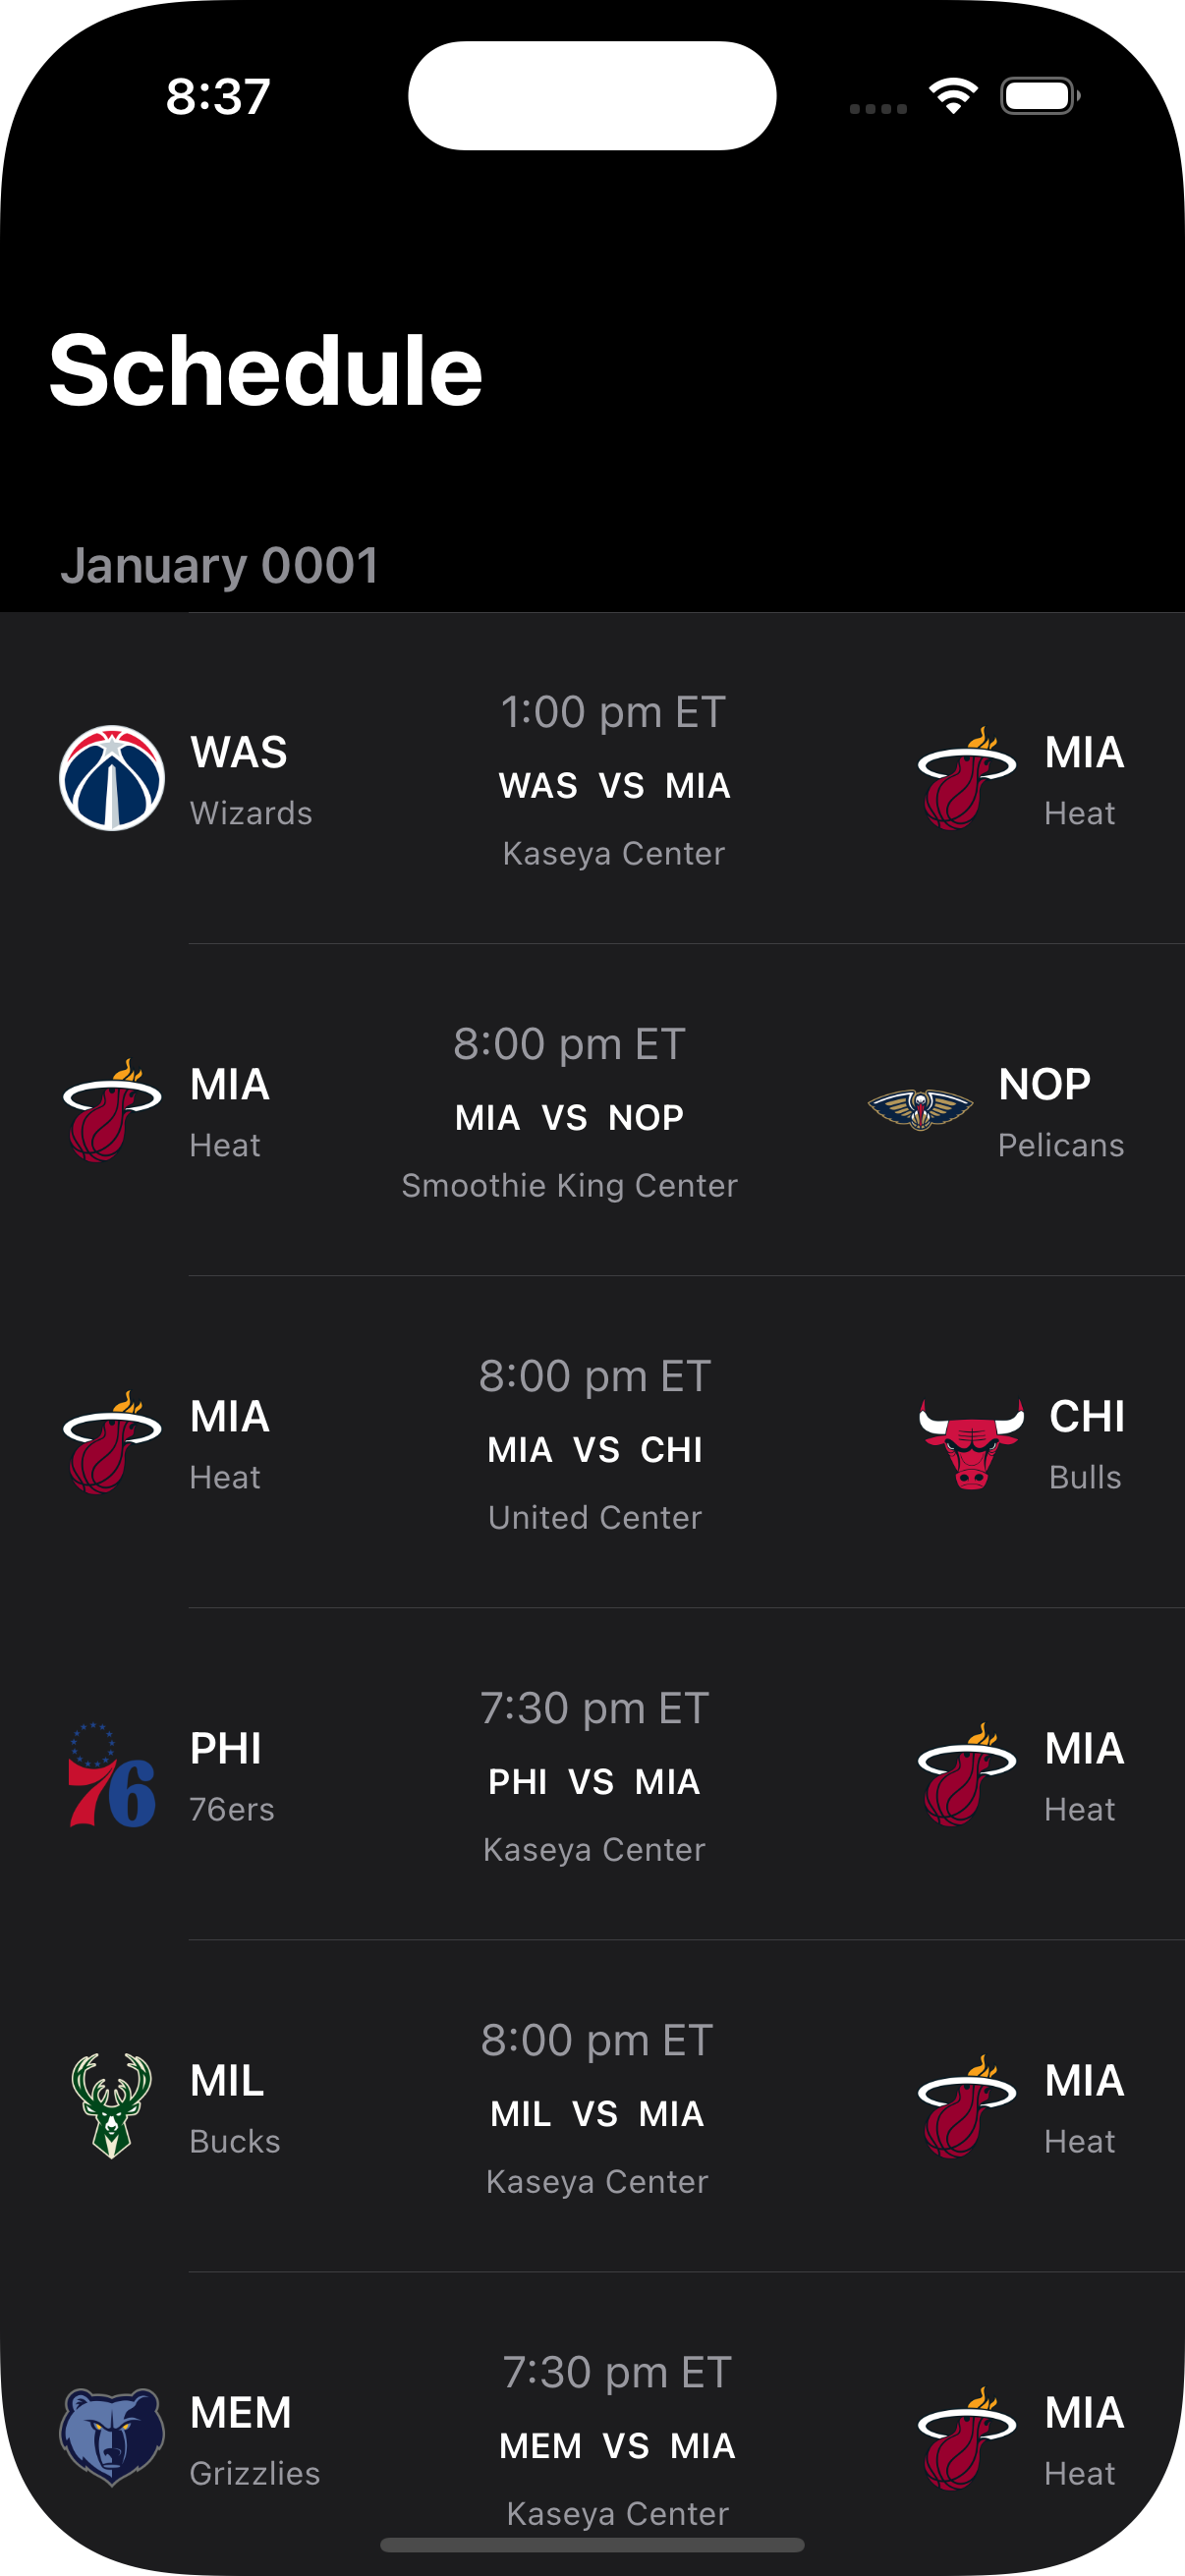 8:37
Schedule
January 0001
WAS
Wizards
1:00 pm ET
WAS VS MIA
Kaseya Center
MIA
Heat
MIA
Heat
8:00 pm ET
MIA VS NOP
Smoothie King Center
NOP
Pelicans
MIA
Heat
8:00 pm ET
MIA VS CHI
United Center
CHI
Bulls
76
PHI
76ers
7:30 pm ET
PHI VS MIA
Kaseya Center
MIA
Heat
MIL
Bucks
8:00 pm ET
MIL VS MIA
Kaseya Center
MIA
Heat
MEM
Grizzlies
7:30 pm ET
MEM VS MIA
Kaseya Center
MIA
Heat